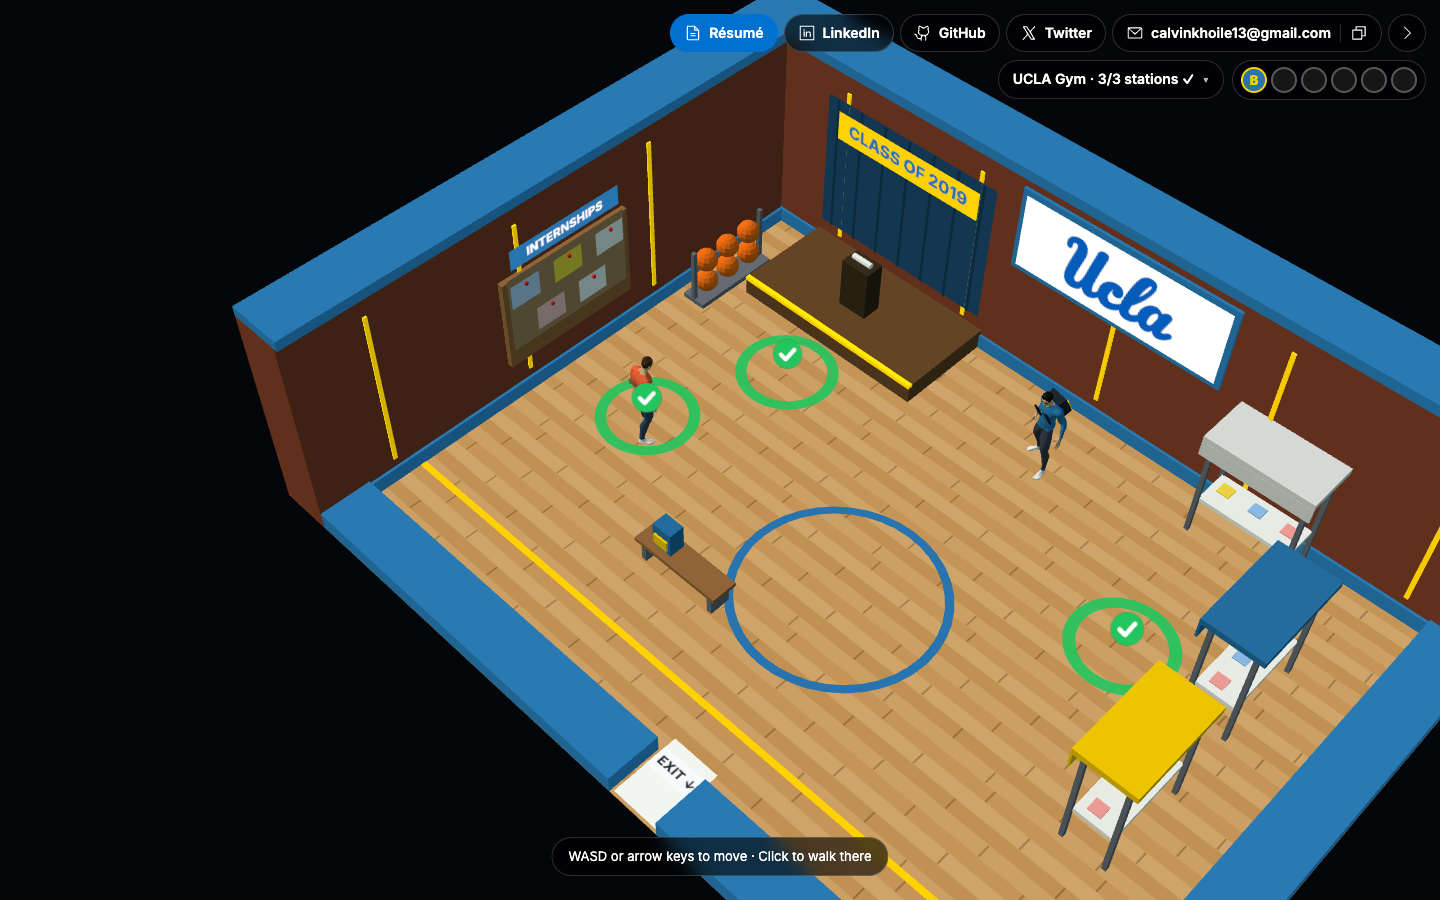 Résumé
LinkedIn
GitHub
Twitter
calvinkhoile13@gmail.com
UCLA Gym · 3/3 stations ✓
B
CLASS OF 2019
INTERNSHIPS
Ucla
EXIT ↓
WASD or arrow keys to move · Click to walk there